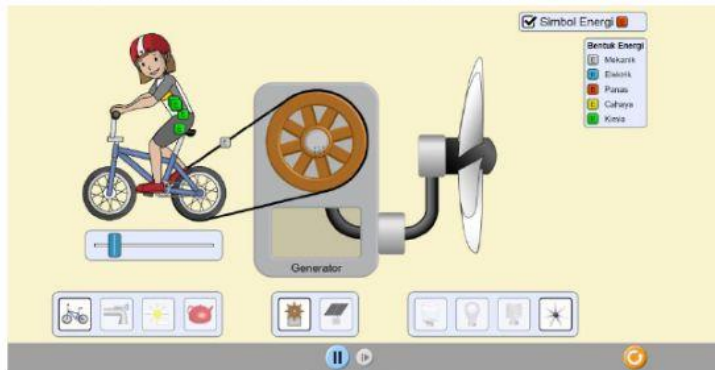 Simbol Energi E
Bentuk Energi
E Mekanik
E Elektrik
E Panas
E Cahaya
E Kimia
Generator